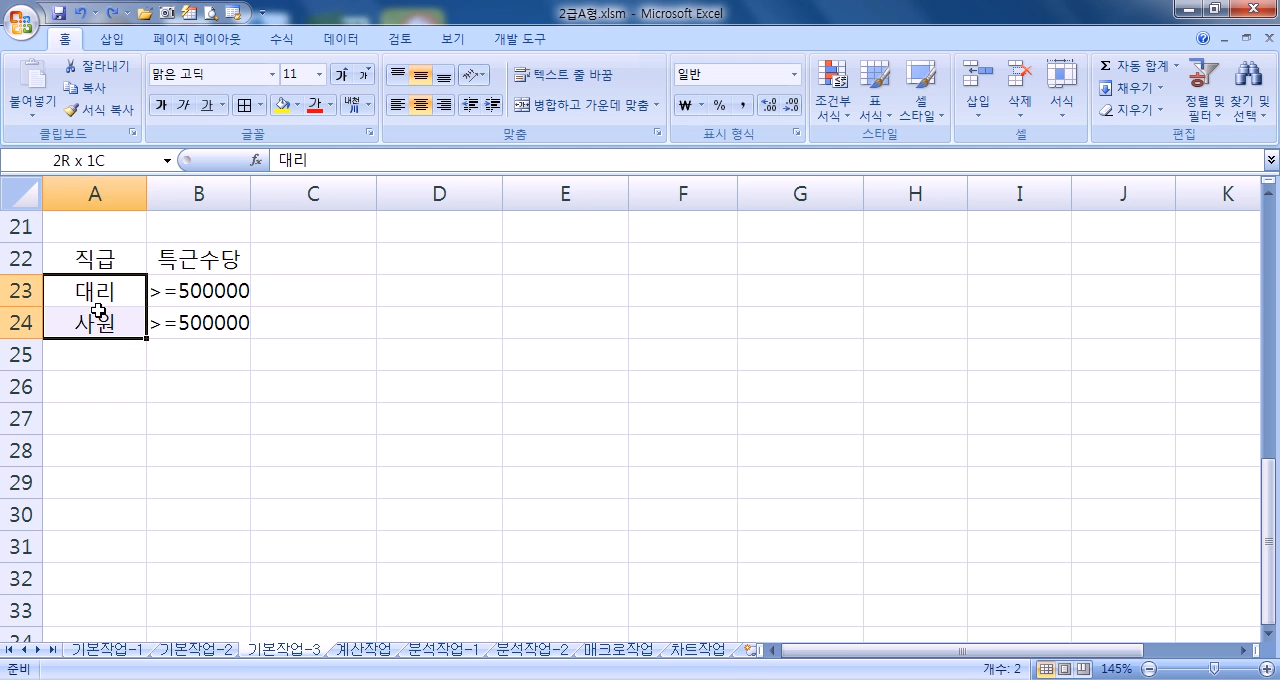 2급A형.xlsm - Microsoft Excel
홈 삽입 페이지 레이아웃 수식 데이터 검토 보기 개발 도구
붙여넣기
잘라내기
복사
서식 복사
클립보드
맑은 고딕 11 가 가
가 가 가 가 내천 川
글꼴
텍스트 줄 바꿈
병합하고 가운데 맞춤
맞춤
일반
₩ % ,
표시 형식
조건부 서식
표 서식
셀 스타일
스타일
삽입 삭제 서식
셀
Σ 자동 합계
채우기
지우기
정렬 및 필터
찾기 및 선택
편집
2R x 1C fx 대리
A B C D E F G H I J K
21
22 직급 특근수당
23 대리 >=500000
24 사원 >=500000
25
26
27
28
29
30
31
32
33
기본작업-1 기본작업-2 기본작업-3 계산작업 분석작업-1 분석작업-2 매크로작업 차트작업
준비 개수: 2 145%